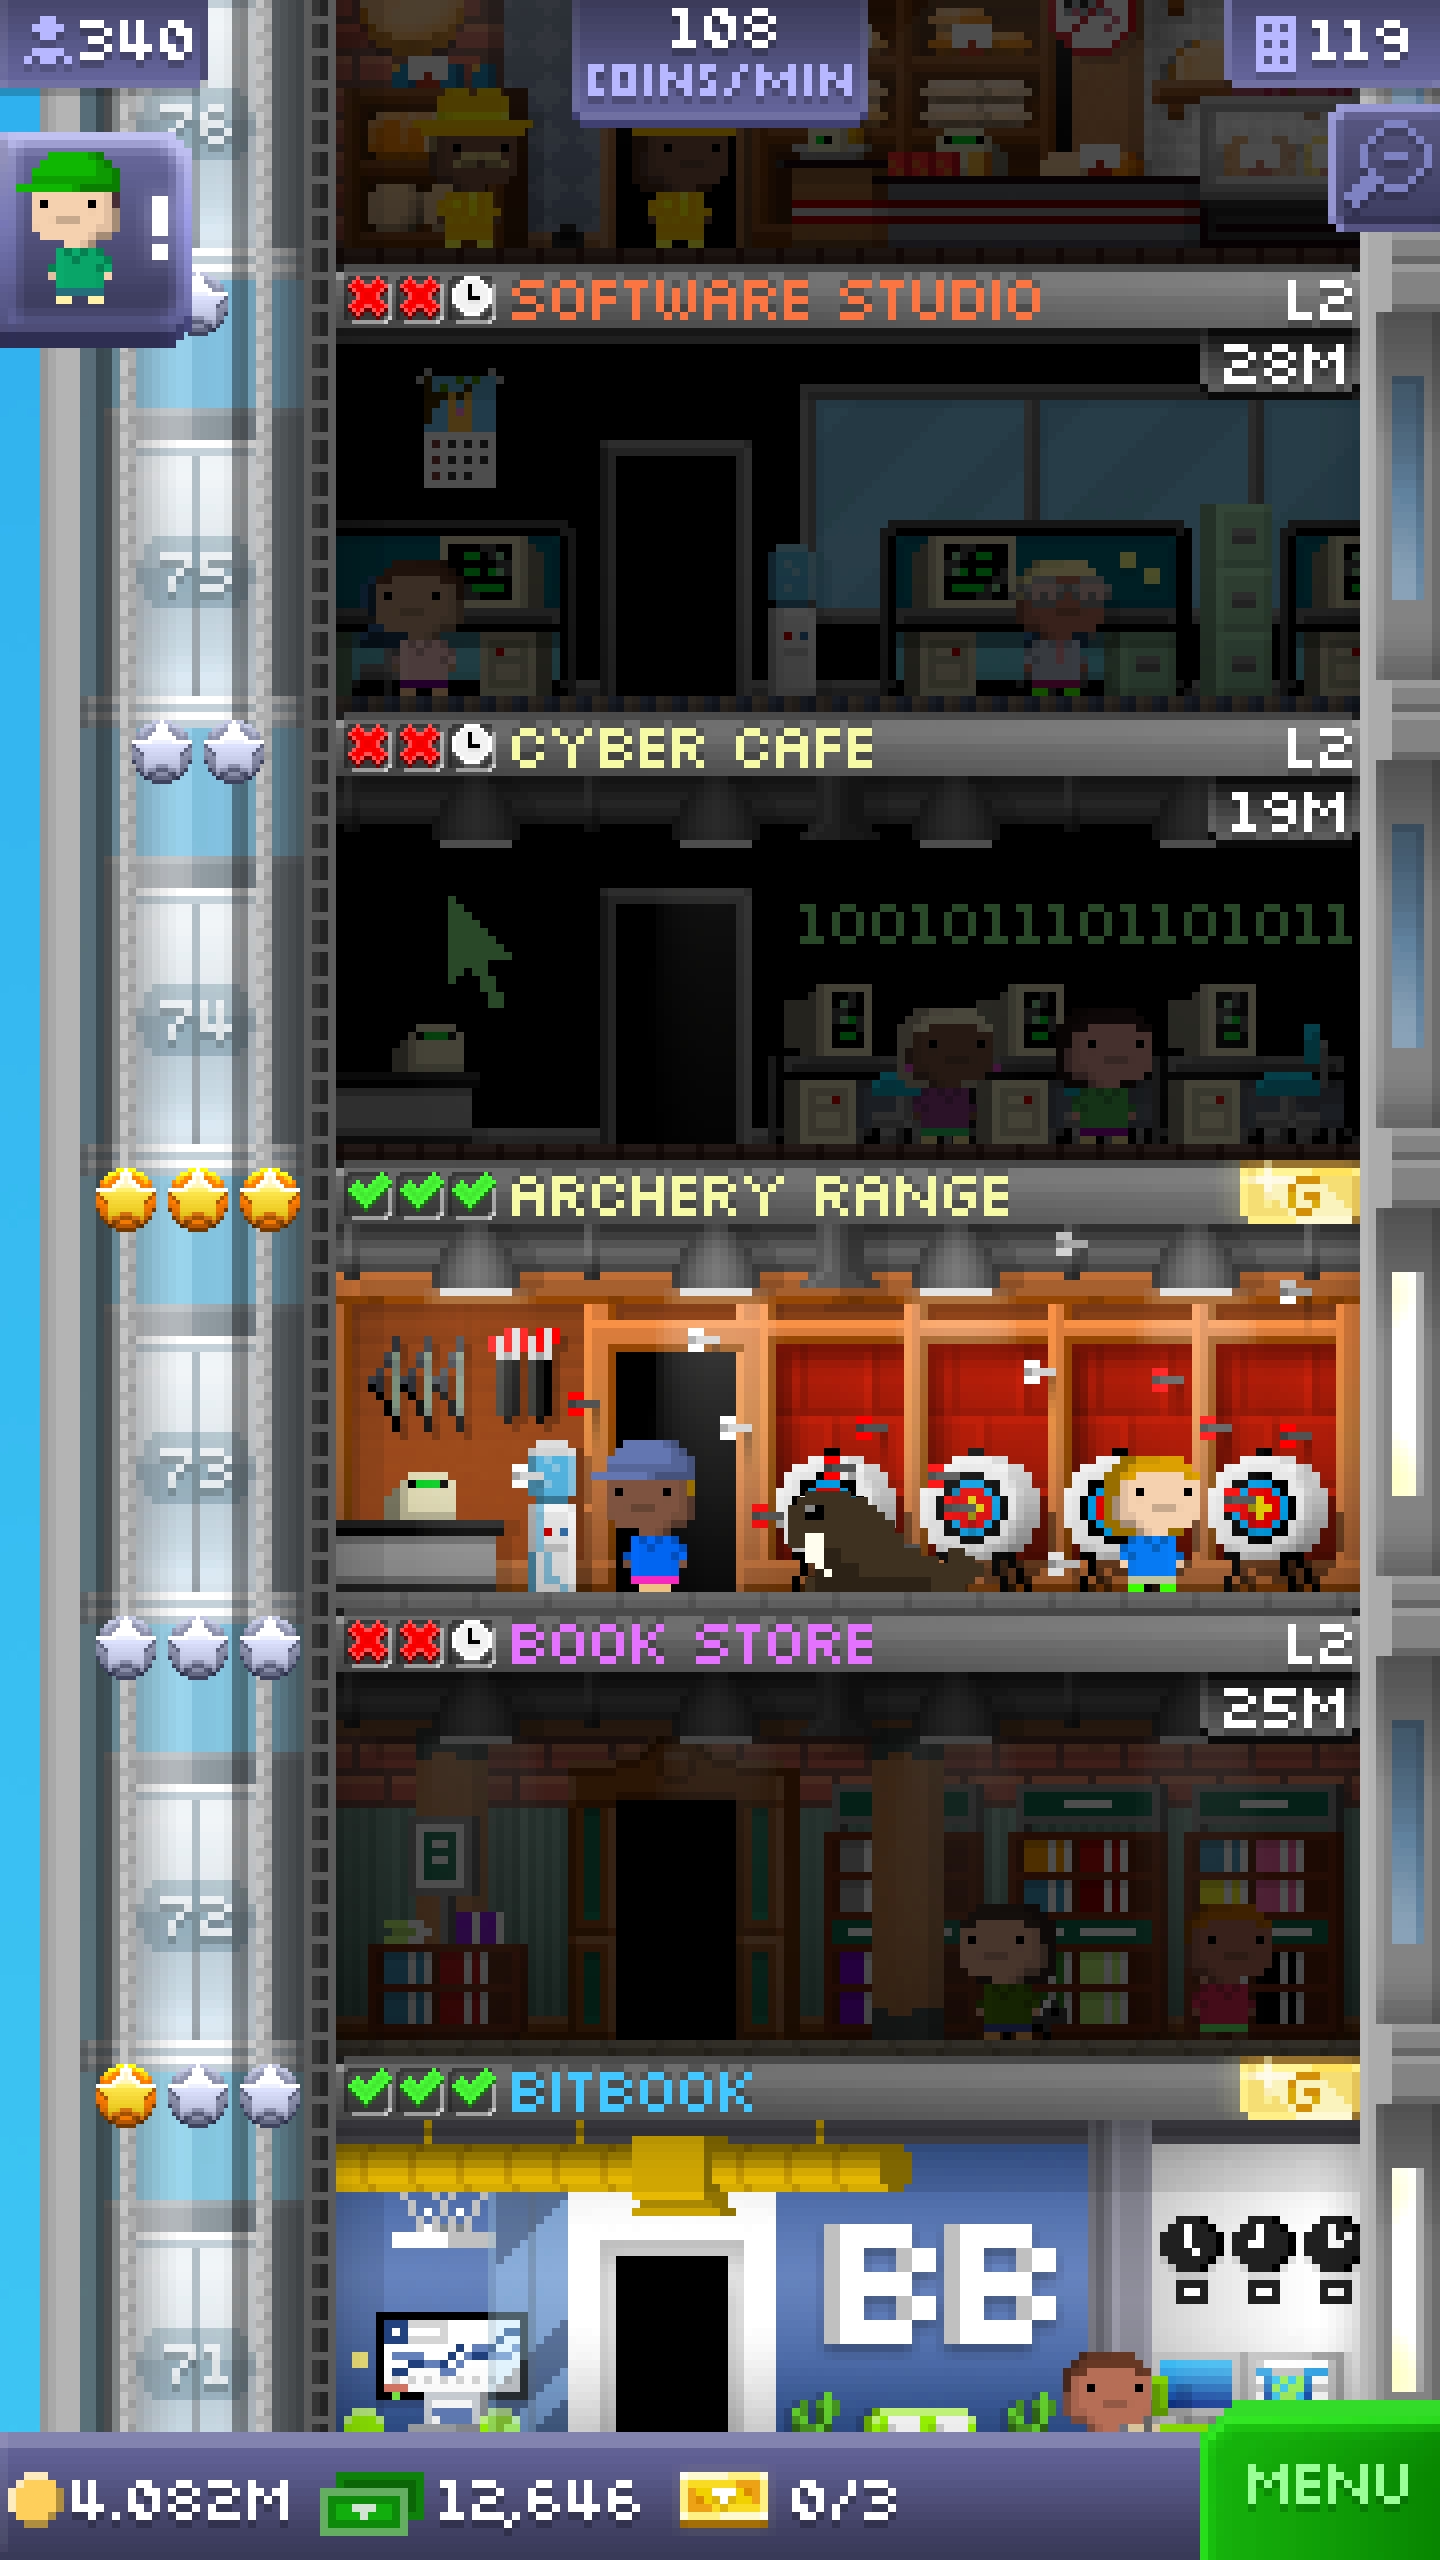 340
108
COINS/MIN
119
76
!
SOFTWARE STUDIO L2
28M
75
CYBER CAFE L2
19M
1001011101101011
74
ARCHERY RANGE G
73
BOOK STORE L2
25M
72
BITBOOK G
BB
71
4.082M 12,646 0/3
MENU